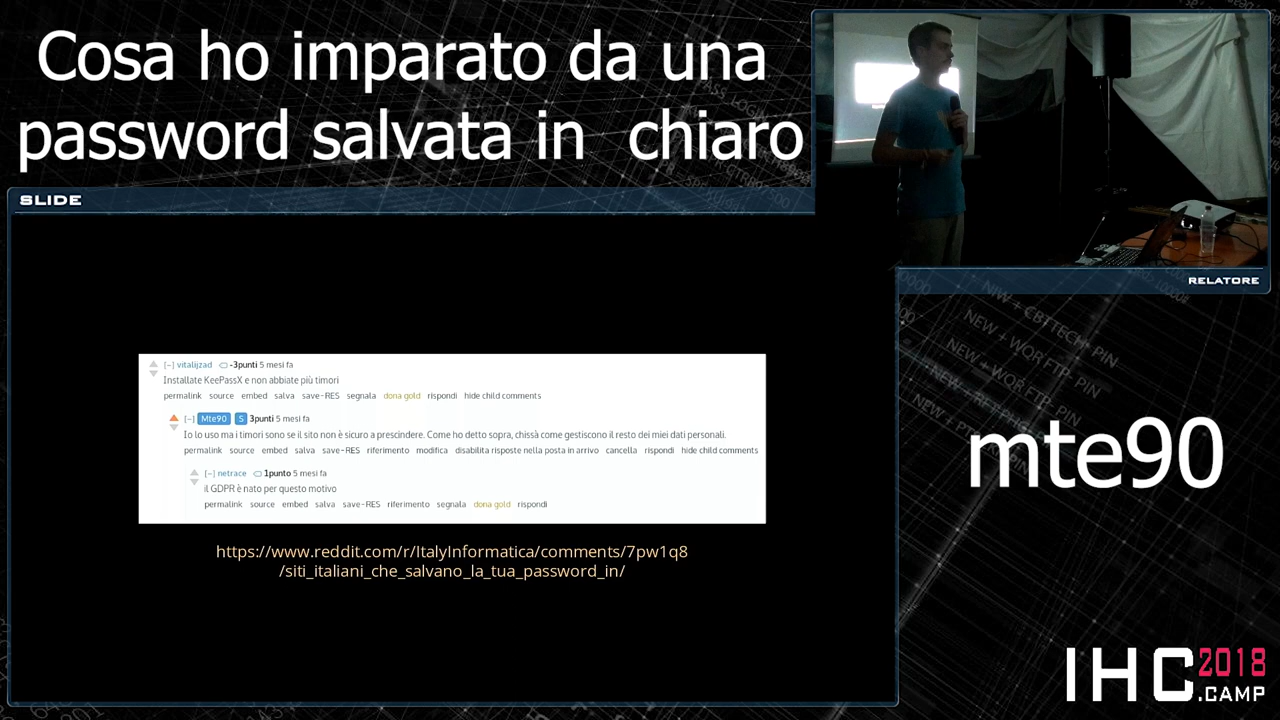 Cosa ho imparato da una
password salvata in chiaro
SLIDE
RELATORE
[−] vitalijzad -3punti 5 mesi fa
Installate KeePassX e non abbiate più timori
permalink source embed salva save-RES segnala dona gold rispondi hide child comments
[−] Mte90 S 3punti 5 mesi fa
Io lo uso ma i timori sono se il sito non è sicuro a prescindere. Come ho detto sopra, chissà come gestiscono il resto dei miei dati personali.
permalink source embed salva save-RES riferimento modifica disabilita risposte nella posta in arrivo cancella rispondi hide child comments
[−] netrace 1punto 5 mesi fa
il GDPR è nato per questo motivo
permalink source embed salva save-RES riferimento segnala dona gold rispondi
https://www.reddit.com/r/ItalyInformatica/comments/7pw1q8
/siti_italiani_che_salvano_la_tua_password_in/
NEW + WOR FTP- PIN
mte90
IHC 2018
.CAMP